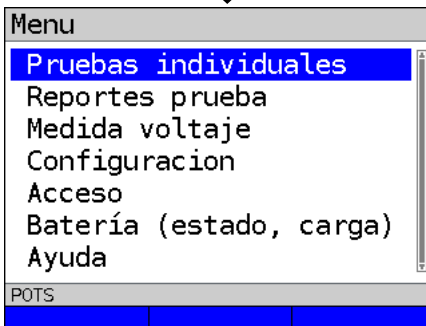 Menu
Pruebas individuales
Reportes prueba
Medida voltaje
Configuracion
Acceso
Batería (estado, carga)
Ayuda
POTS